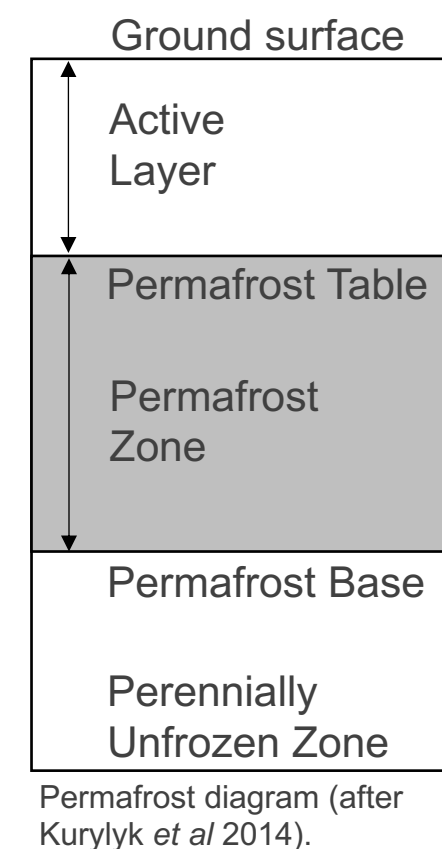 Ground surface
Active
Layer
Permafrost Table
Permafrost
Zone
Permafrost Base
Perennially
Unfrozen Zone
Permafrost diagram (after
Kurylyk et al 2014).